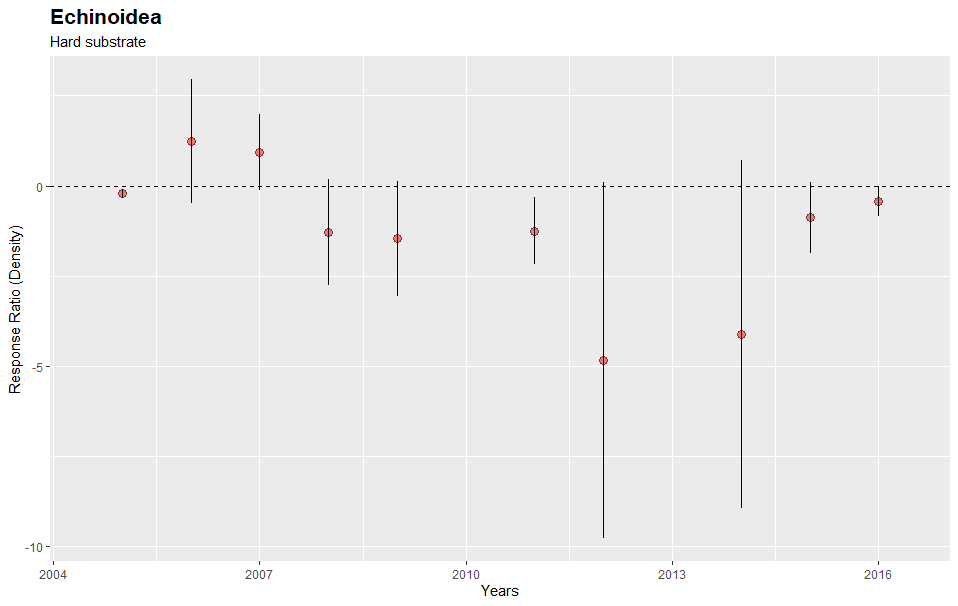 Echinoidea
Hard substrate
Response Ratio (Density)
0
-5
-10
2004 2007 2010 2013 2016
Years